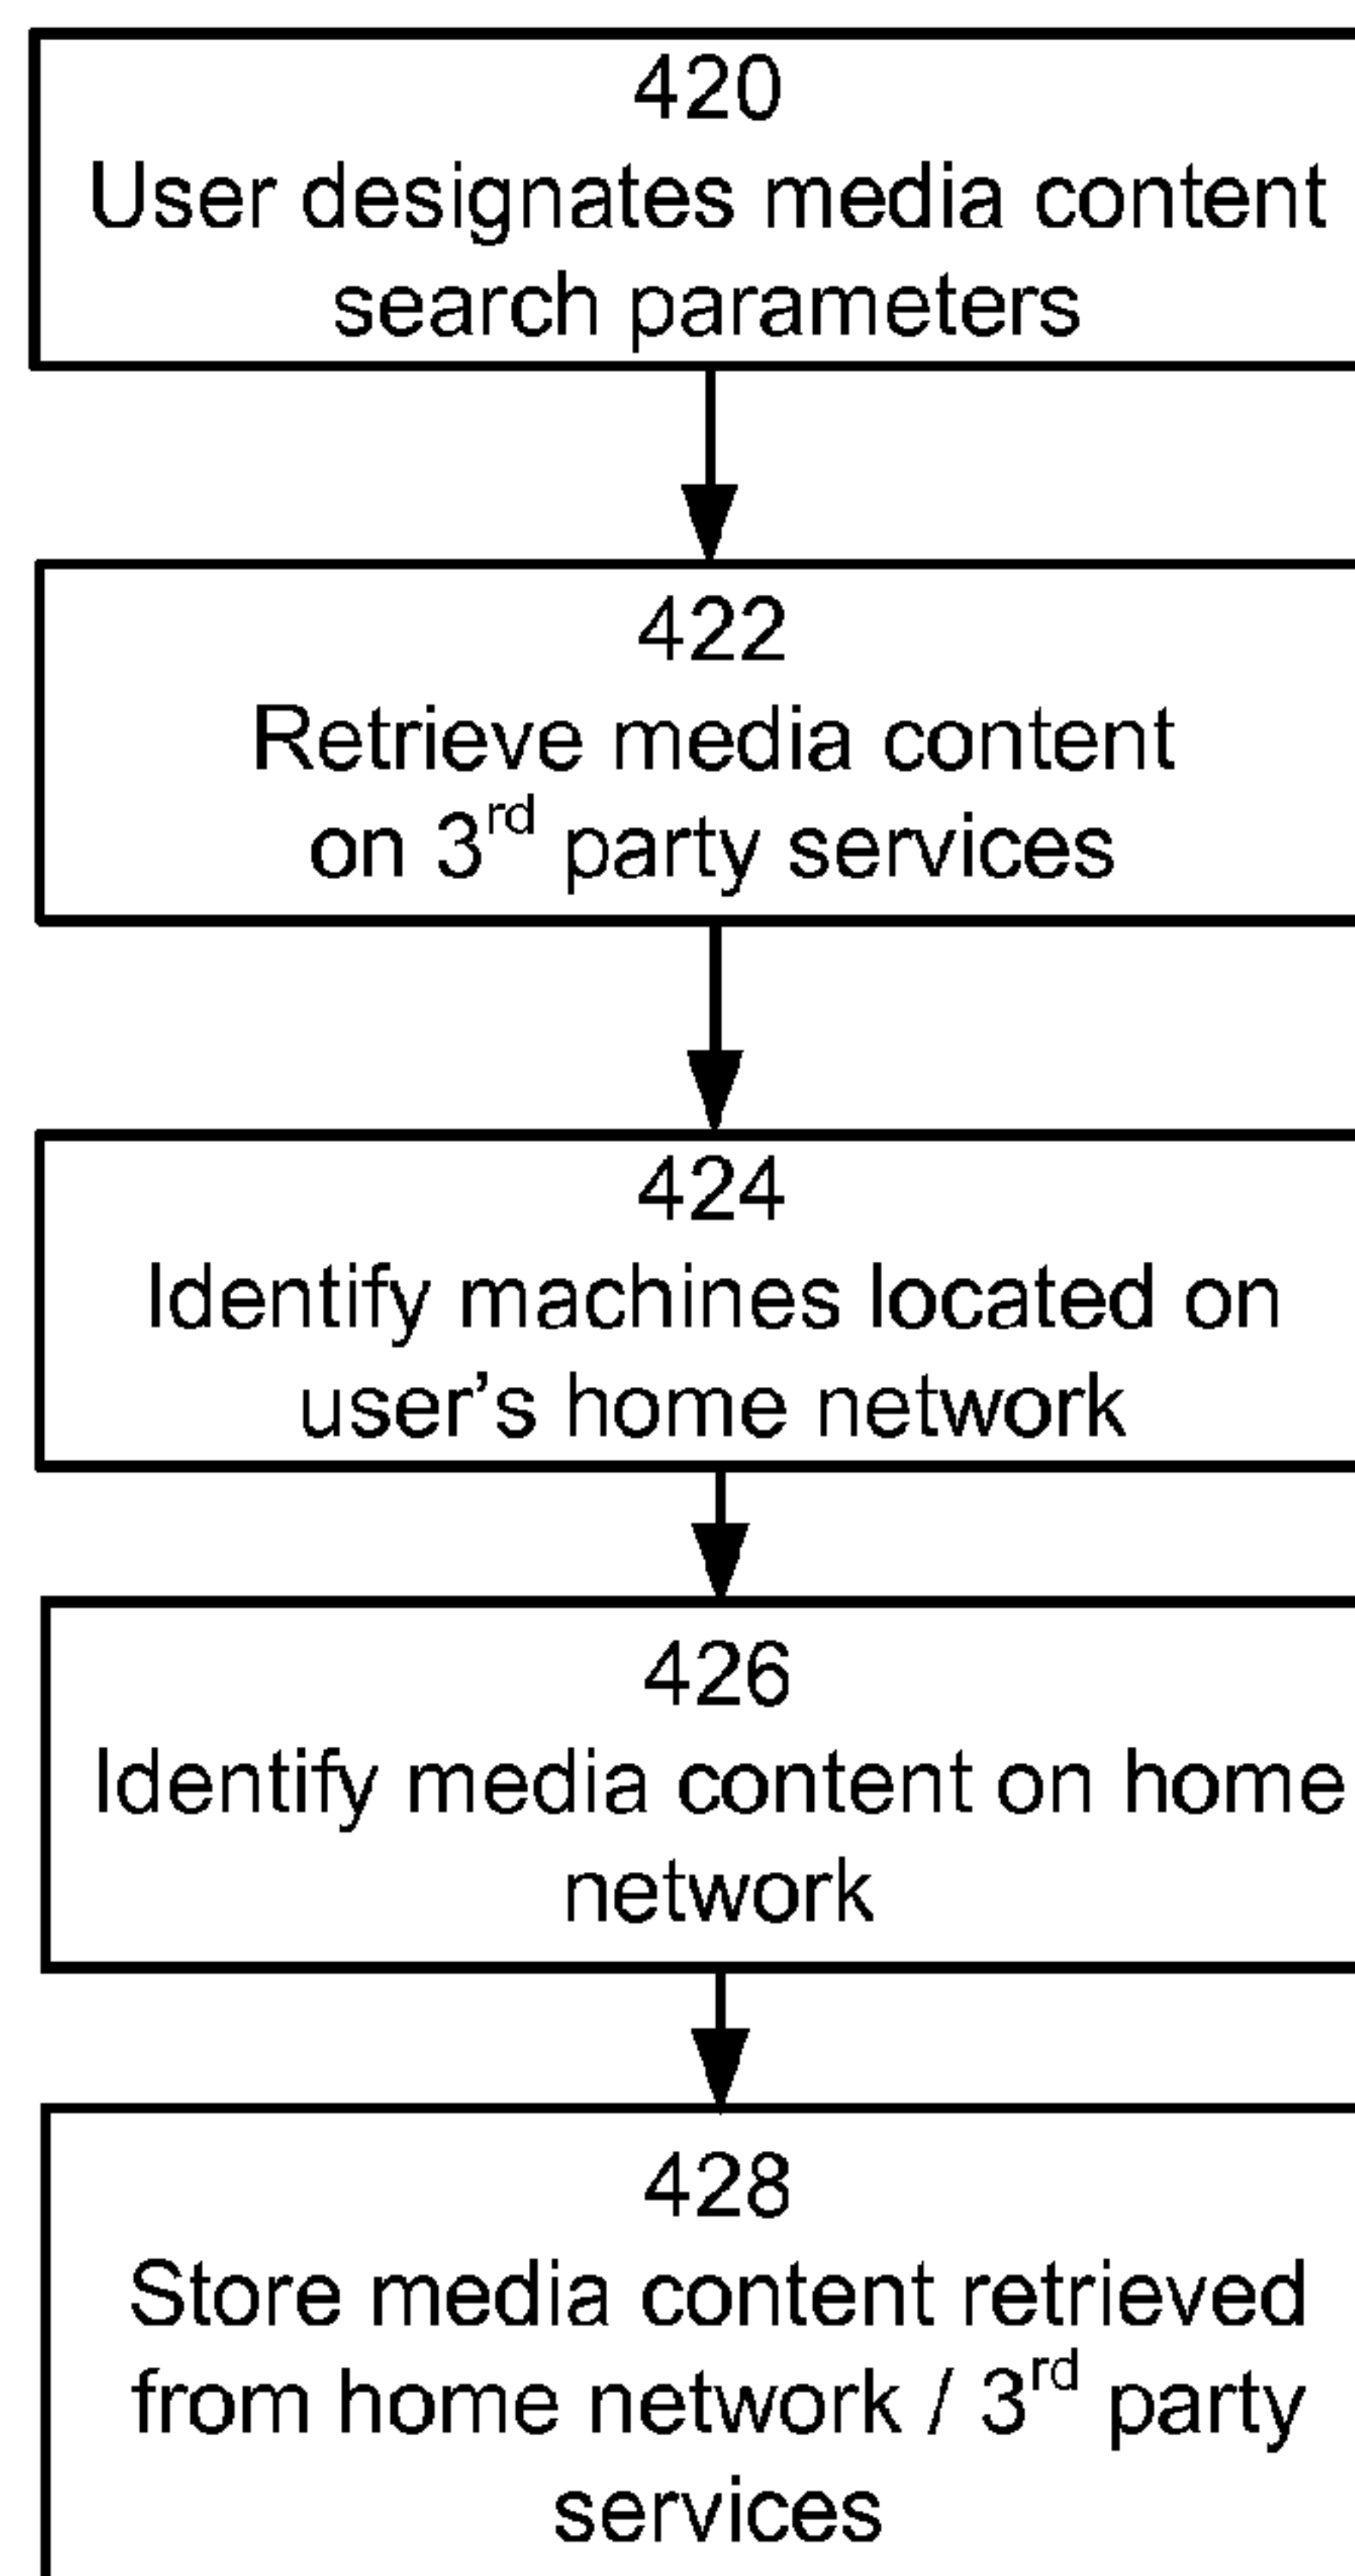 420
User designates media content
search parameters
422
Retrieve media content
on 3rd party services
424
Identify machines located on
user's home network
426
Identify media content on home
network
428
Store media content retrieved
from home network / 3rd party
services